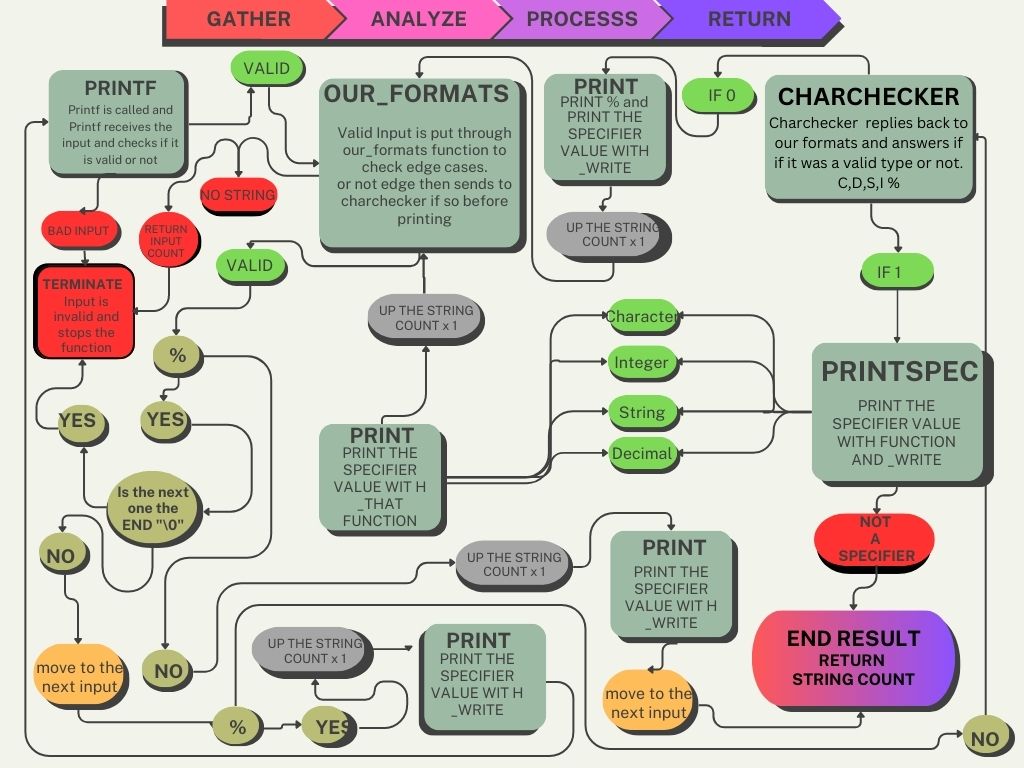 GATHER
ANALYZE
PROCESSS
RETURN
PRINTF
Printf is called and
Printf receives the
input and checks if it
is valid or not
VALID
OUR_FORMATS
Valid Input is put through
our_formats function to
check edge cases.
or not edge then sends to
charchecker if so before
printing
PRINT
PRINT % and
PRINT THE
SPECIFIER
VALUE WITH
_WRITE
IF 0
CHARCHECKER
Charchecker replies back to
our formats and answers if
if it was a valid type or not.
C,D,S,I %
NO STRING
BAD INPUT
RETURN
INPUT
COUNT
UP THE STRING
COUNT x 1
VALID
IF 1
TERMINATE
Input is
invalid and
stops the
function
UP THE STRING
COUNT x 1
Character
Integer
String
Decimal
%
PRINTSPEC
PRINT THE
SPECIFIER VALUE
WITH FUNCTION
AND _WRITE
YES
YES
PRINT
PRINT THE
SPECIFIER
VALUE WIT H
_THAT
FUNCTION
Is the next
one the
END "\0"
NO
NOT
A
SPECIFIER
UP THE STRING
COUNT x 1
PRINT
PRINT THE
SPECIFIER
VALUE WIT H
_WRITE
END RESULT
RETURN
STRING COUNT
move to the
next input
NO
UP THE STRING
COUNT x 1
PRINT
PRINT THE
SPECIFIER
VALUE WIT H
_WRITE
move to the
next input
%
YES
NO